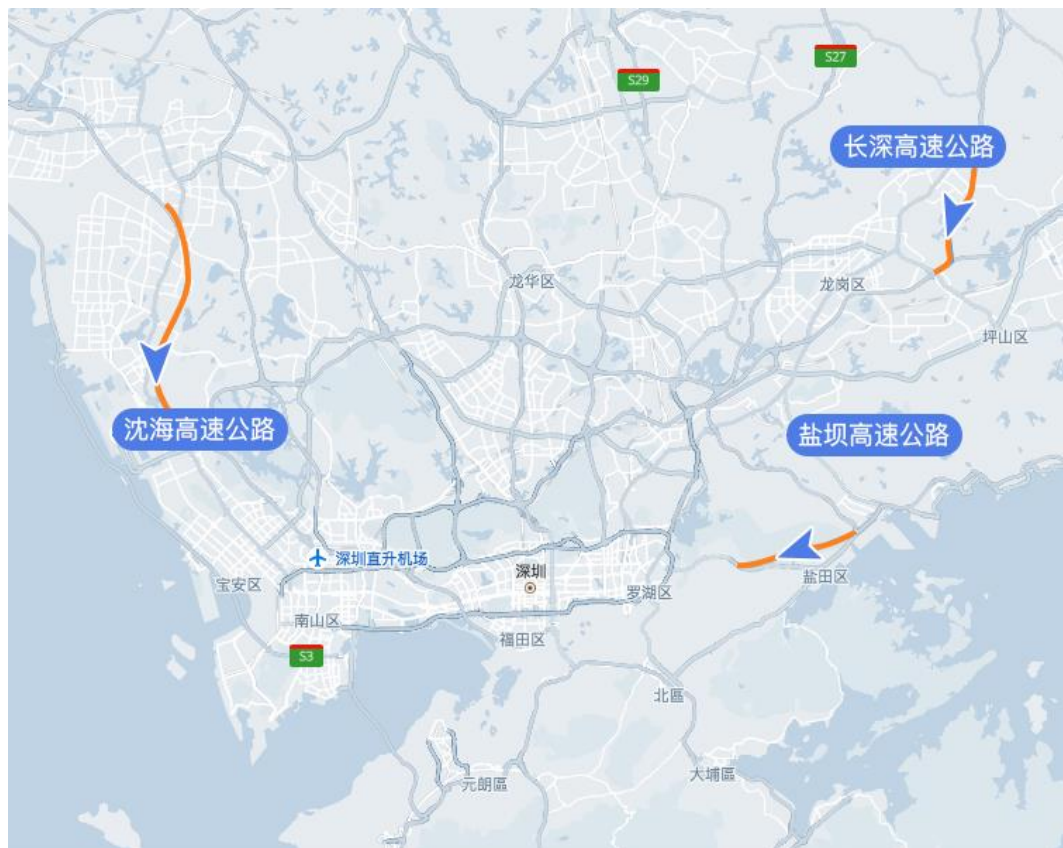 S27
S29
长深高速公路
龙华区
龙岗区
坪山区
沈海高速公路
盐坝高速公路
深圳直升机场
深圳
宝安区
盐田区
罗湖区
南山区
福田区
S3
北區
大埔區
元朗區